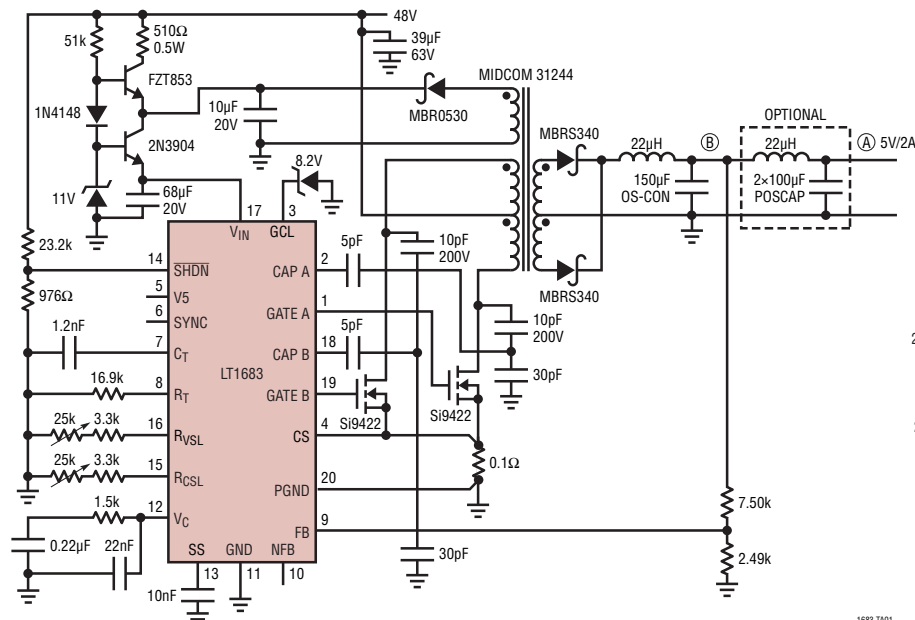 48V
51k
510Ω
0.5W
39µF
63V
FZT853
MIDCOM 31244
1N4148
10µF
20V
MBR0530
MBRS340
OPTIONAL
2N3904
22µH
B
22µH
A 5V/2A
8.2V
11V
68µF
20V
150µF
OS-CON
2×100µF
POSCAP
17
3
VIN
GCL
23.2k
14
SHDN
CAP A
2
5pF
10pF
200V
976Ω
5
V5
MBRS340
6
SYNC
GATE A
1
1.2nF
7
CT
CAP B
18
5pF
10pF
200V
LT1683
16.9k
8
RT
GATE B
19
30pF
Si9422
Si9422
25k
3.3k
16
RVSL
CS
4
25k
3.3k
15
RCSL
0.1Ω
PGND
20
1.5k
12
VC
7.50k
FB
9
0.22µF
22nF
SS
GND
NFB
30pF
2.49k
13
11
10
10nF
1683 TA01